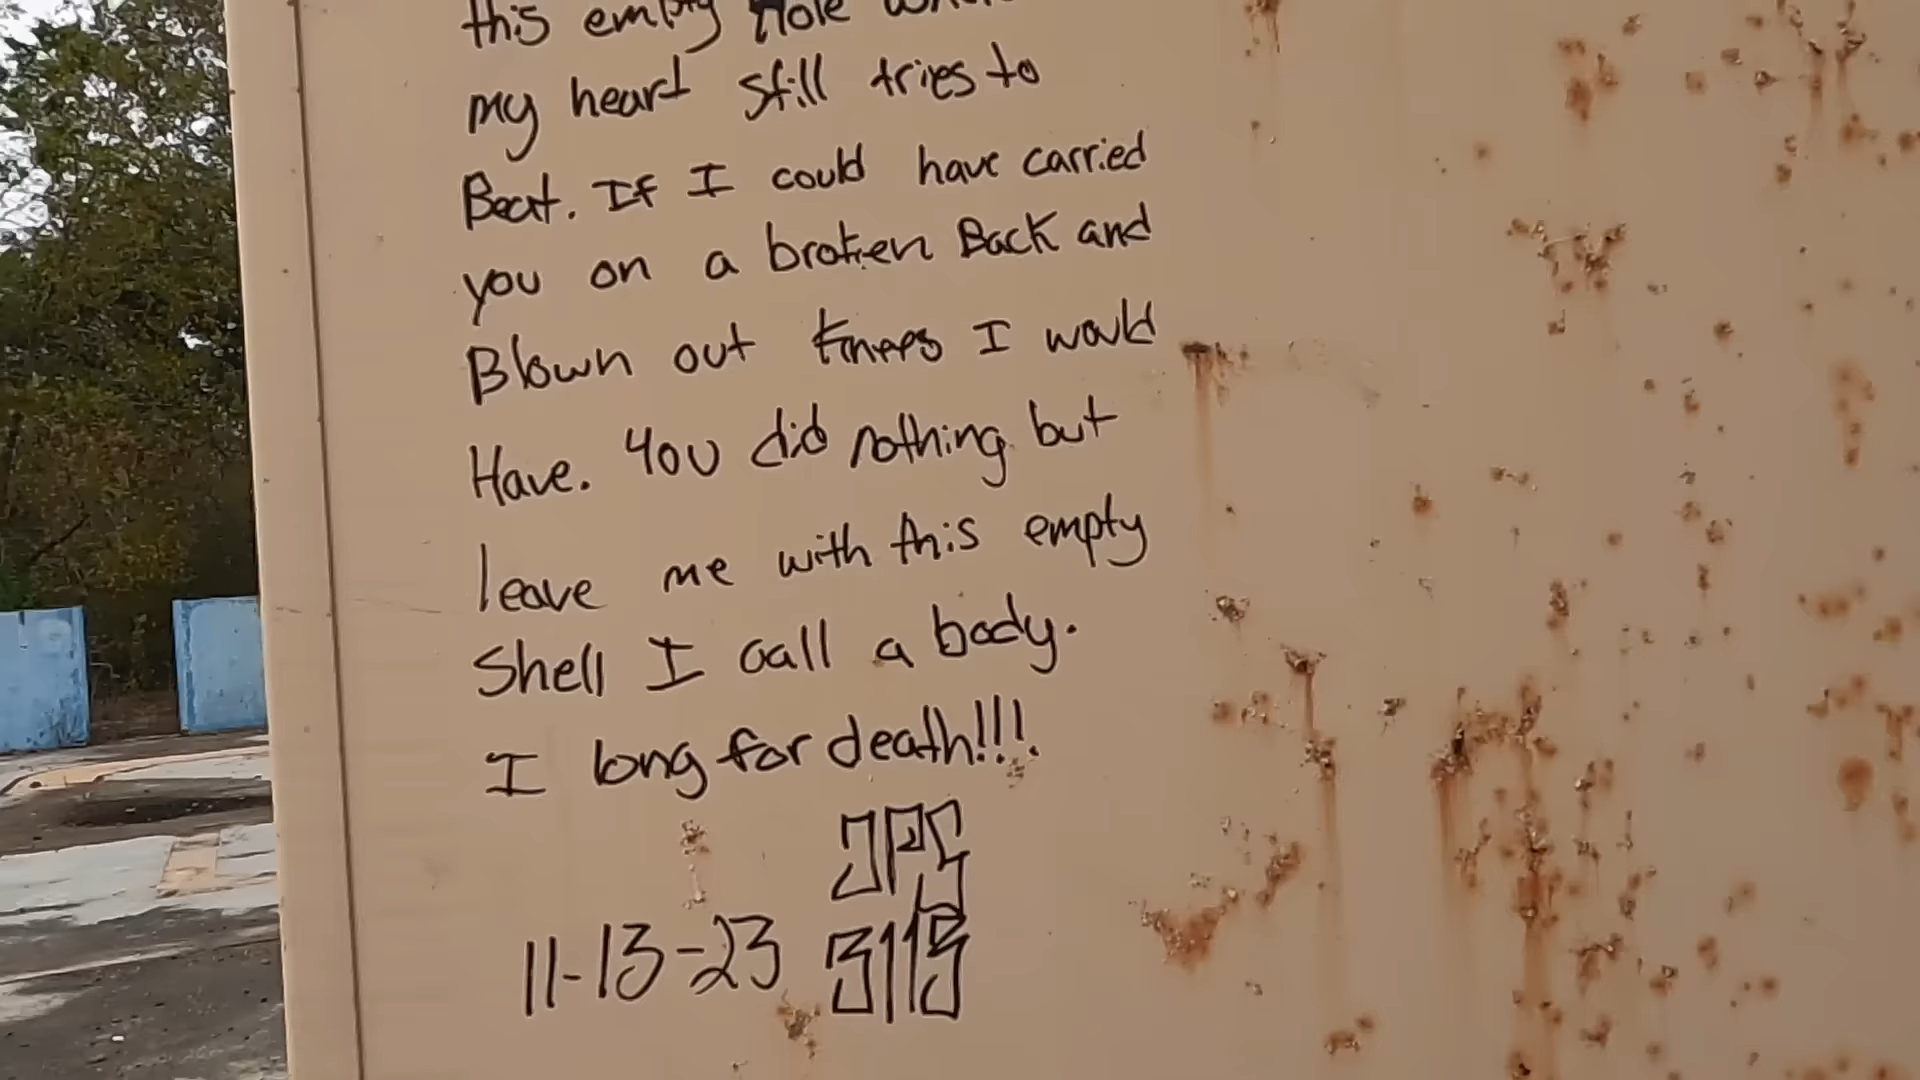 this empty Hole
my heart still tries to
Beat. If I could have carried
you on a broken Back and
Blown out knees I would
Have. You did nothing but
leave me with this empty
Shell I call a body.
I long for death!!!.
JPS
11-13-23